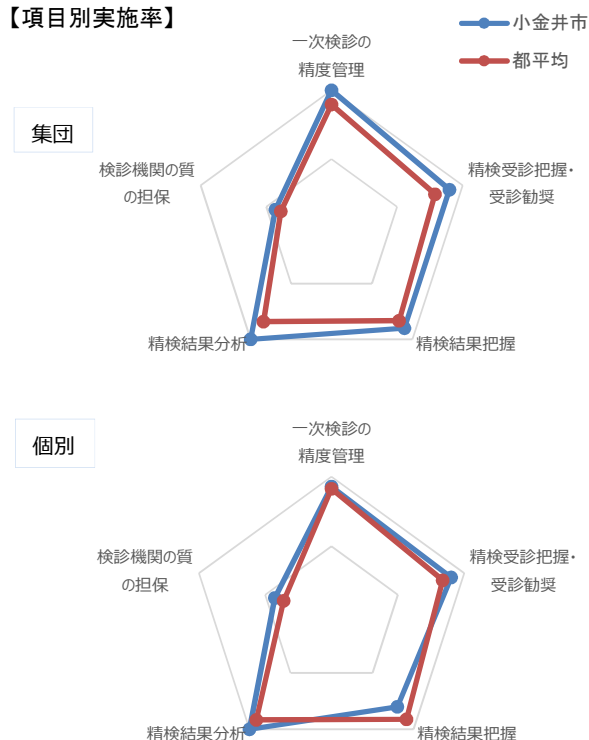 【項目別実施率】
小金井市
都平均
集団
一次検診の
精度管理
検診機関の質
の担保
精検受診把握・
受診勧奨
精検結果分析
精検結果把握
個別
一次検診の
精度管理
検診機関の質
の担保
精検受診把握・
受診勧奨
精検結果分析
精検結果把握